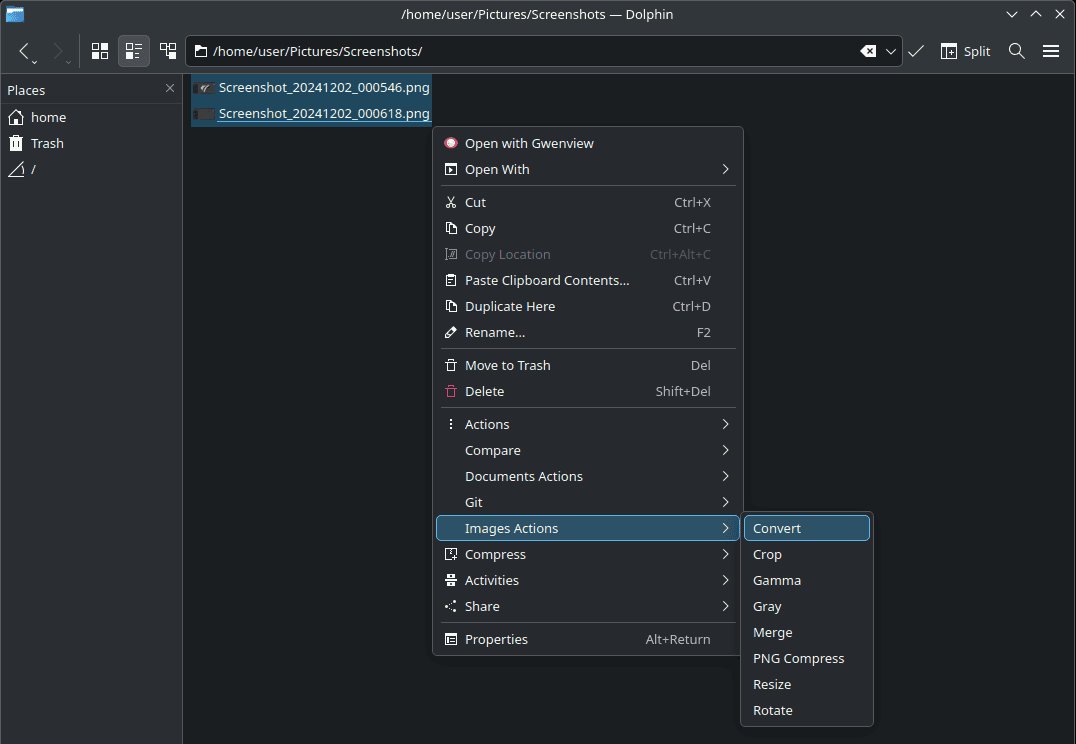 /home/user/Pictures/Screenshots — Dolphin
/home/user/Pictures/Screenshots/
Split
Places
home
Trash
/
Screenshot_20241202_000546.png
Screenshot_20241202_000618.png
Open with Gwenview
Open With
Cut Ctrl+X
Copy Ctrl+C
Copy Location Ctrl+Alt+C
Paste Clipboard Contents... Ctrl+V
Duplicate Here Ctrl+D
Rename... F2
Move to Trash Del
Delete Shift+Del
Actions
Compare
Documents Actions
Git
Images Actions
Compress
Activities
Share
Properties Alt+Return
Convert
Crop
Gamma
Gray
Merge
PNG Compress
Resize
Rotate